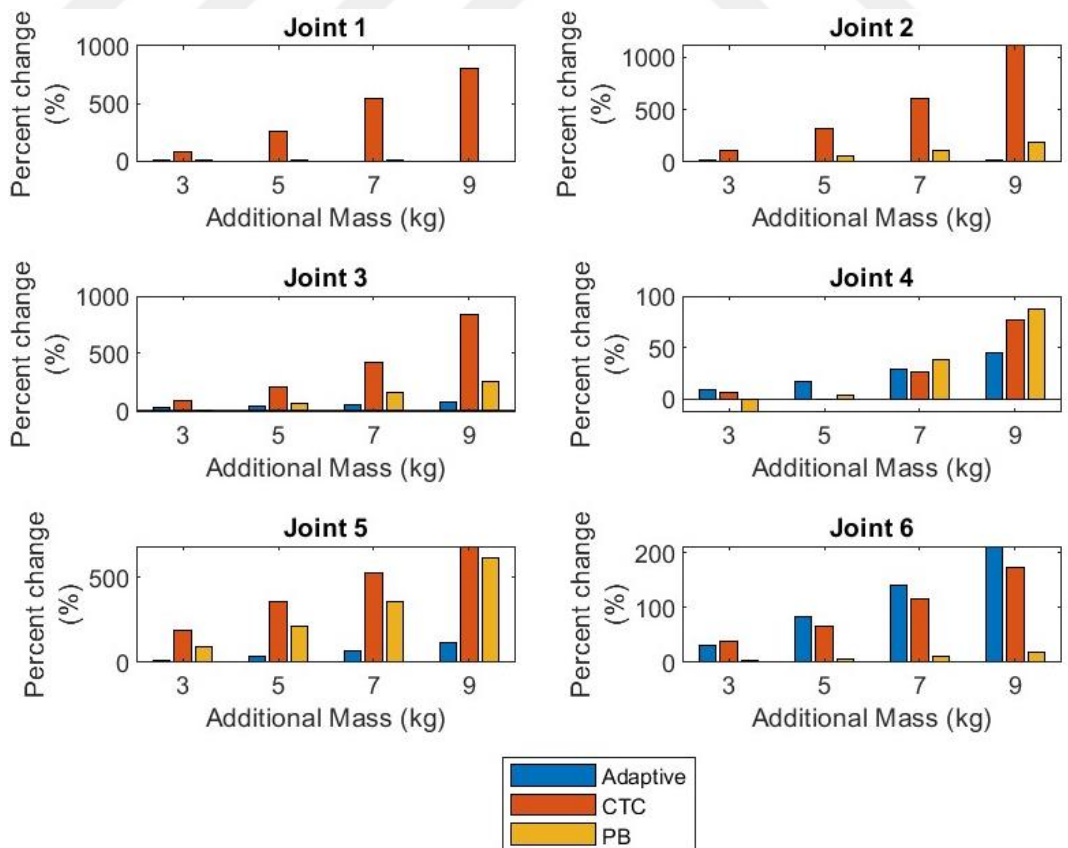 Joint 1
Percent change
(%)
1000
500
0
3 5 7 9
Additional Mass (kg)
Joint 2
Percent change
(%)
1000
500
0
3 5 7 9
Additional Mass (kg)
Joint 3
Percent change
(%)
1000
500
0
3 5 7 9
Additional Mass (kg)
Joint 4
Percent change
(%)
100
50
0
3 5 7 9
Additional Mass (kg)
Joint 5
Percent change
(%)
500
0
3 5 7 9
Additional Mass (kg)
Joint 6
Percent change
(%)
200
100
0
3 5 7 9
Additional Mass (kg)
Adaptive
CTC
PB